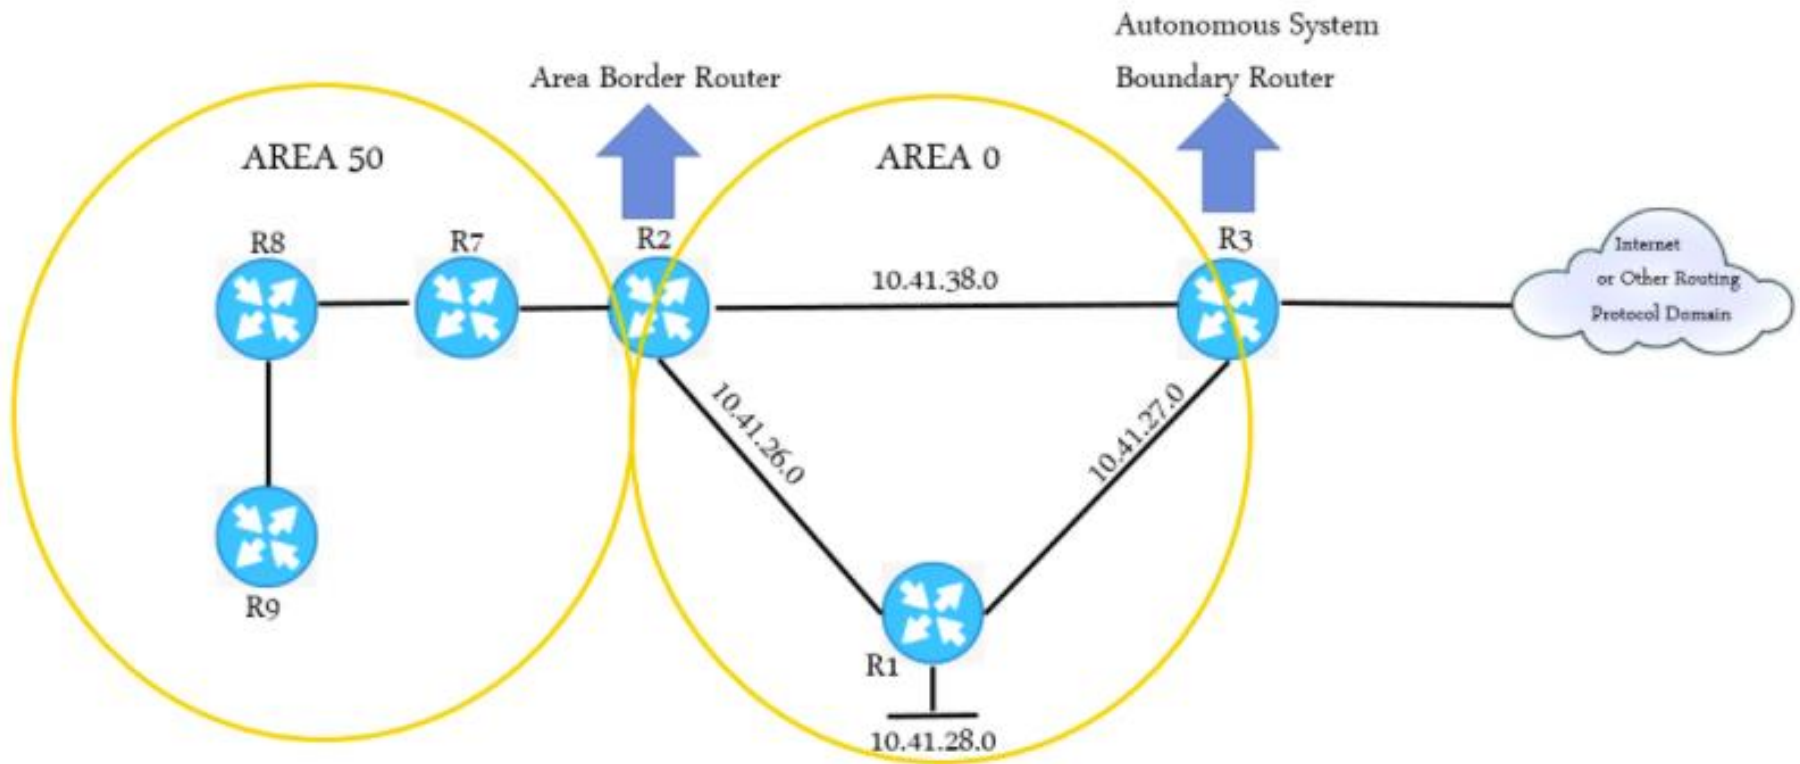 Autonomous System
Boundary Router
Area Border Router
AREA 50
AREA 0
R8
R7
R2
R3
10.41.38.0
Internet
or Other Routing
Protocol Domain
10.41.26.0
10.41.27.0
R9
R1
10.41.28.0